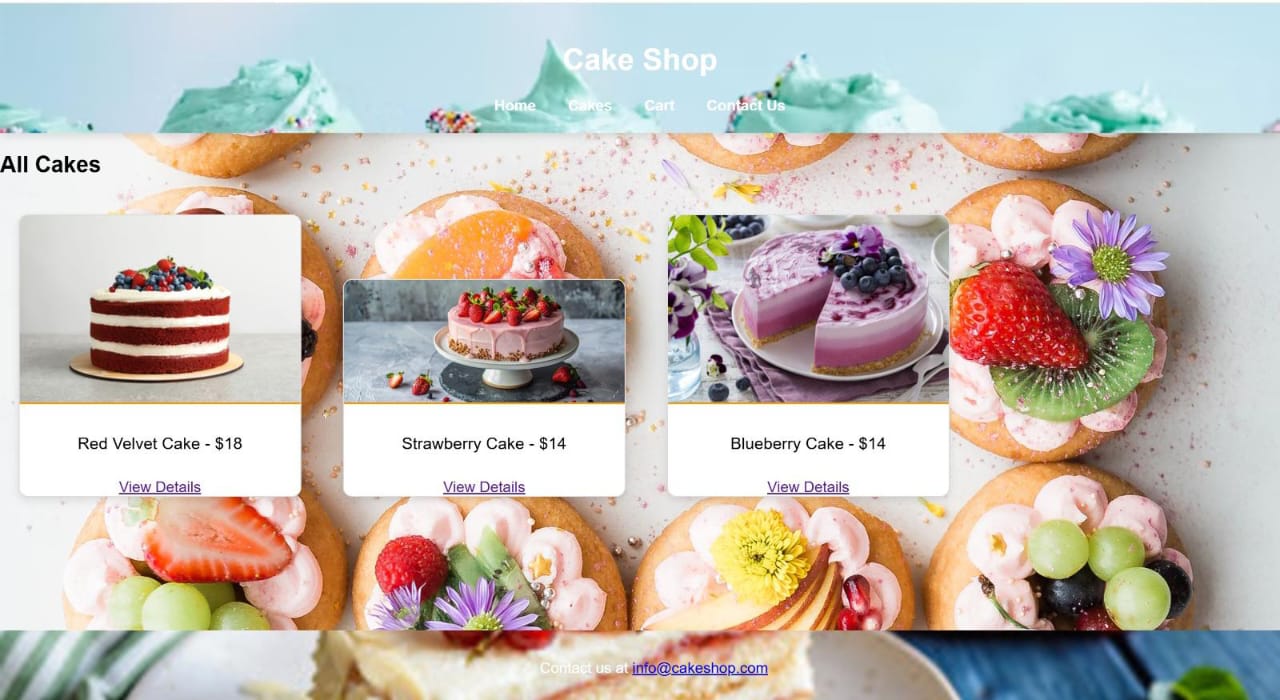 Cake Shop
Home Cakes Cart Contact Us
All Cakes
Red Velvet Cake - $18
Strawberry Cake - $14
Blueberry Cake - $14
View Details
View Details
View Details
Contact us at info@cakeshop.com